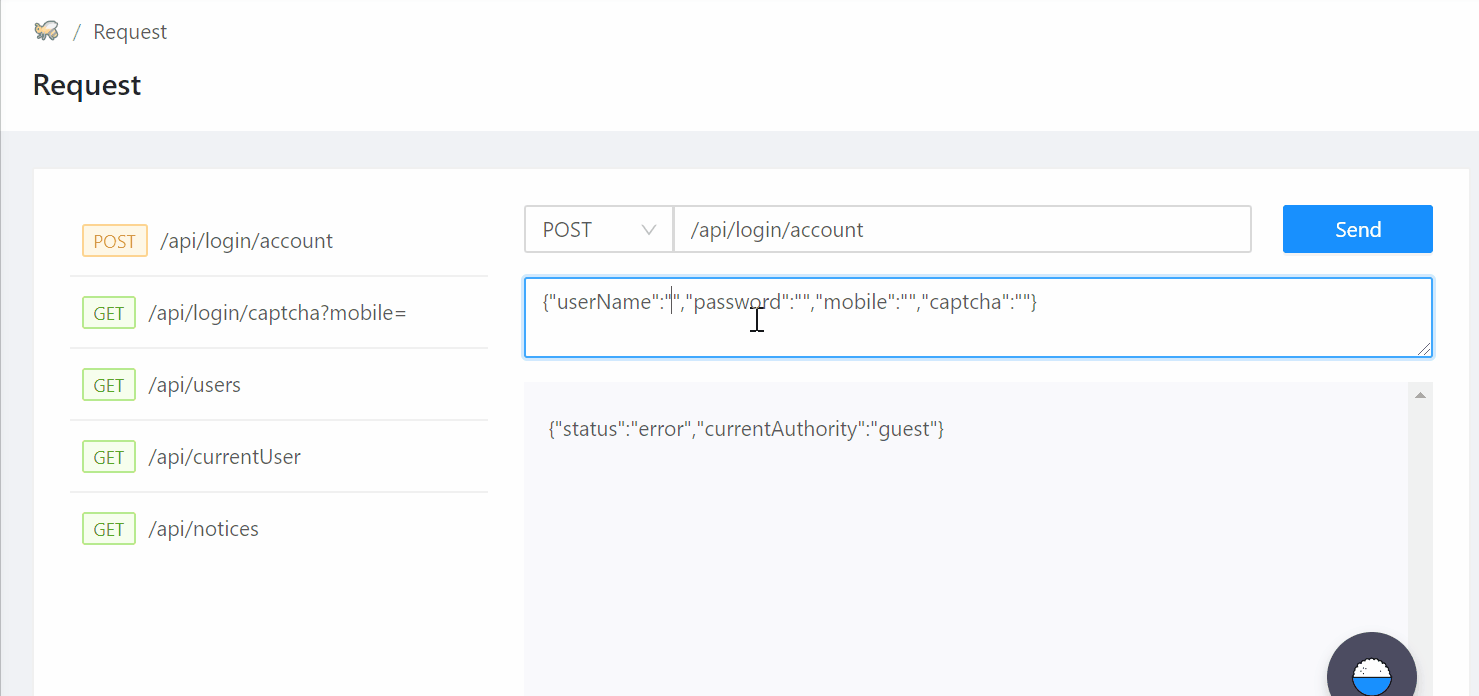 / Request
Request
POST /api/login/account
GET /api/login/captcha?mobile=
GET /api/users
GET /api/currentUser
GET /api/notices
POST /api/login/account Send
{"userName":"","password":"","mobile":"","captcha":""}
{"status":"error","currentAuthority":"guest"}